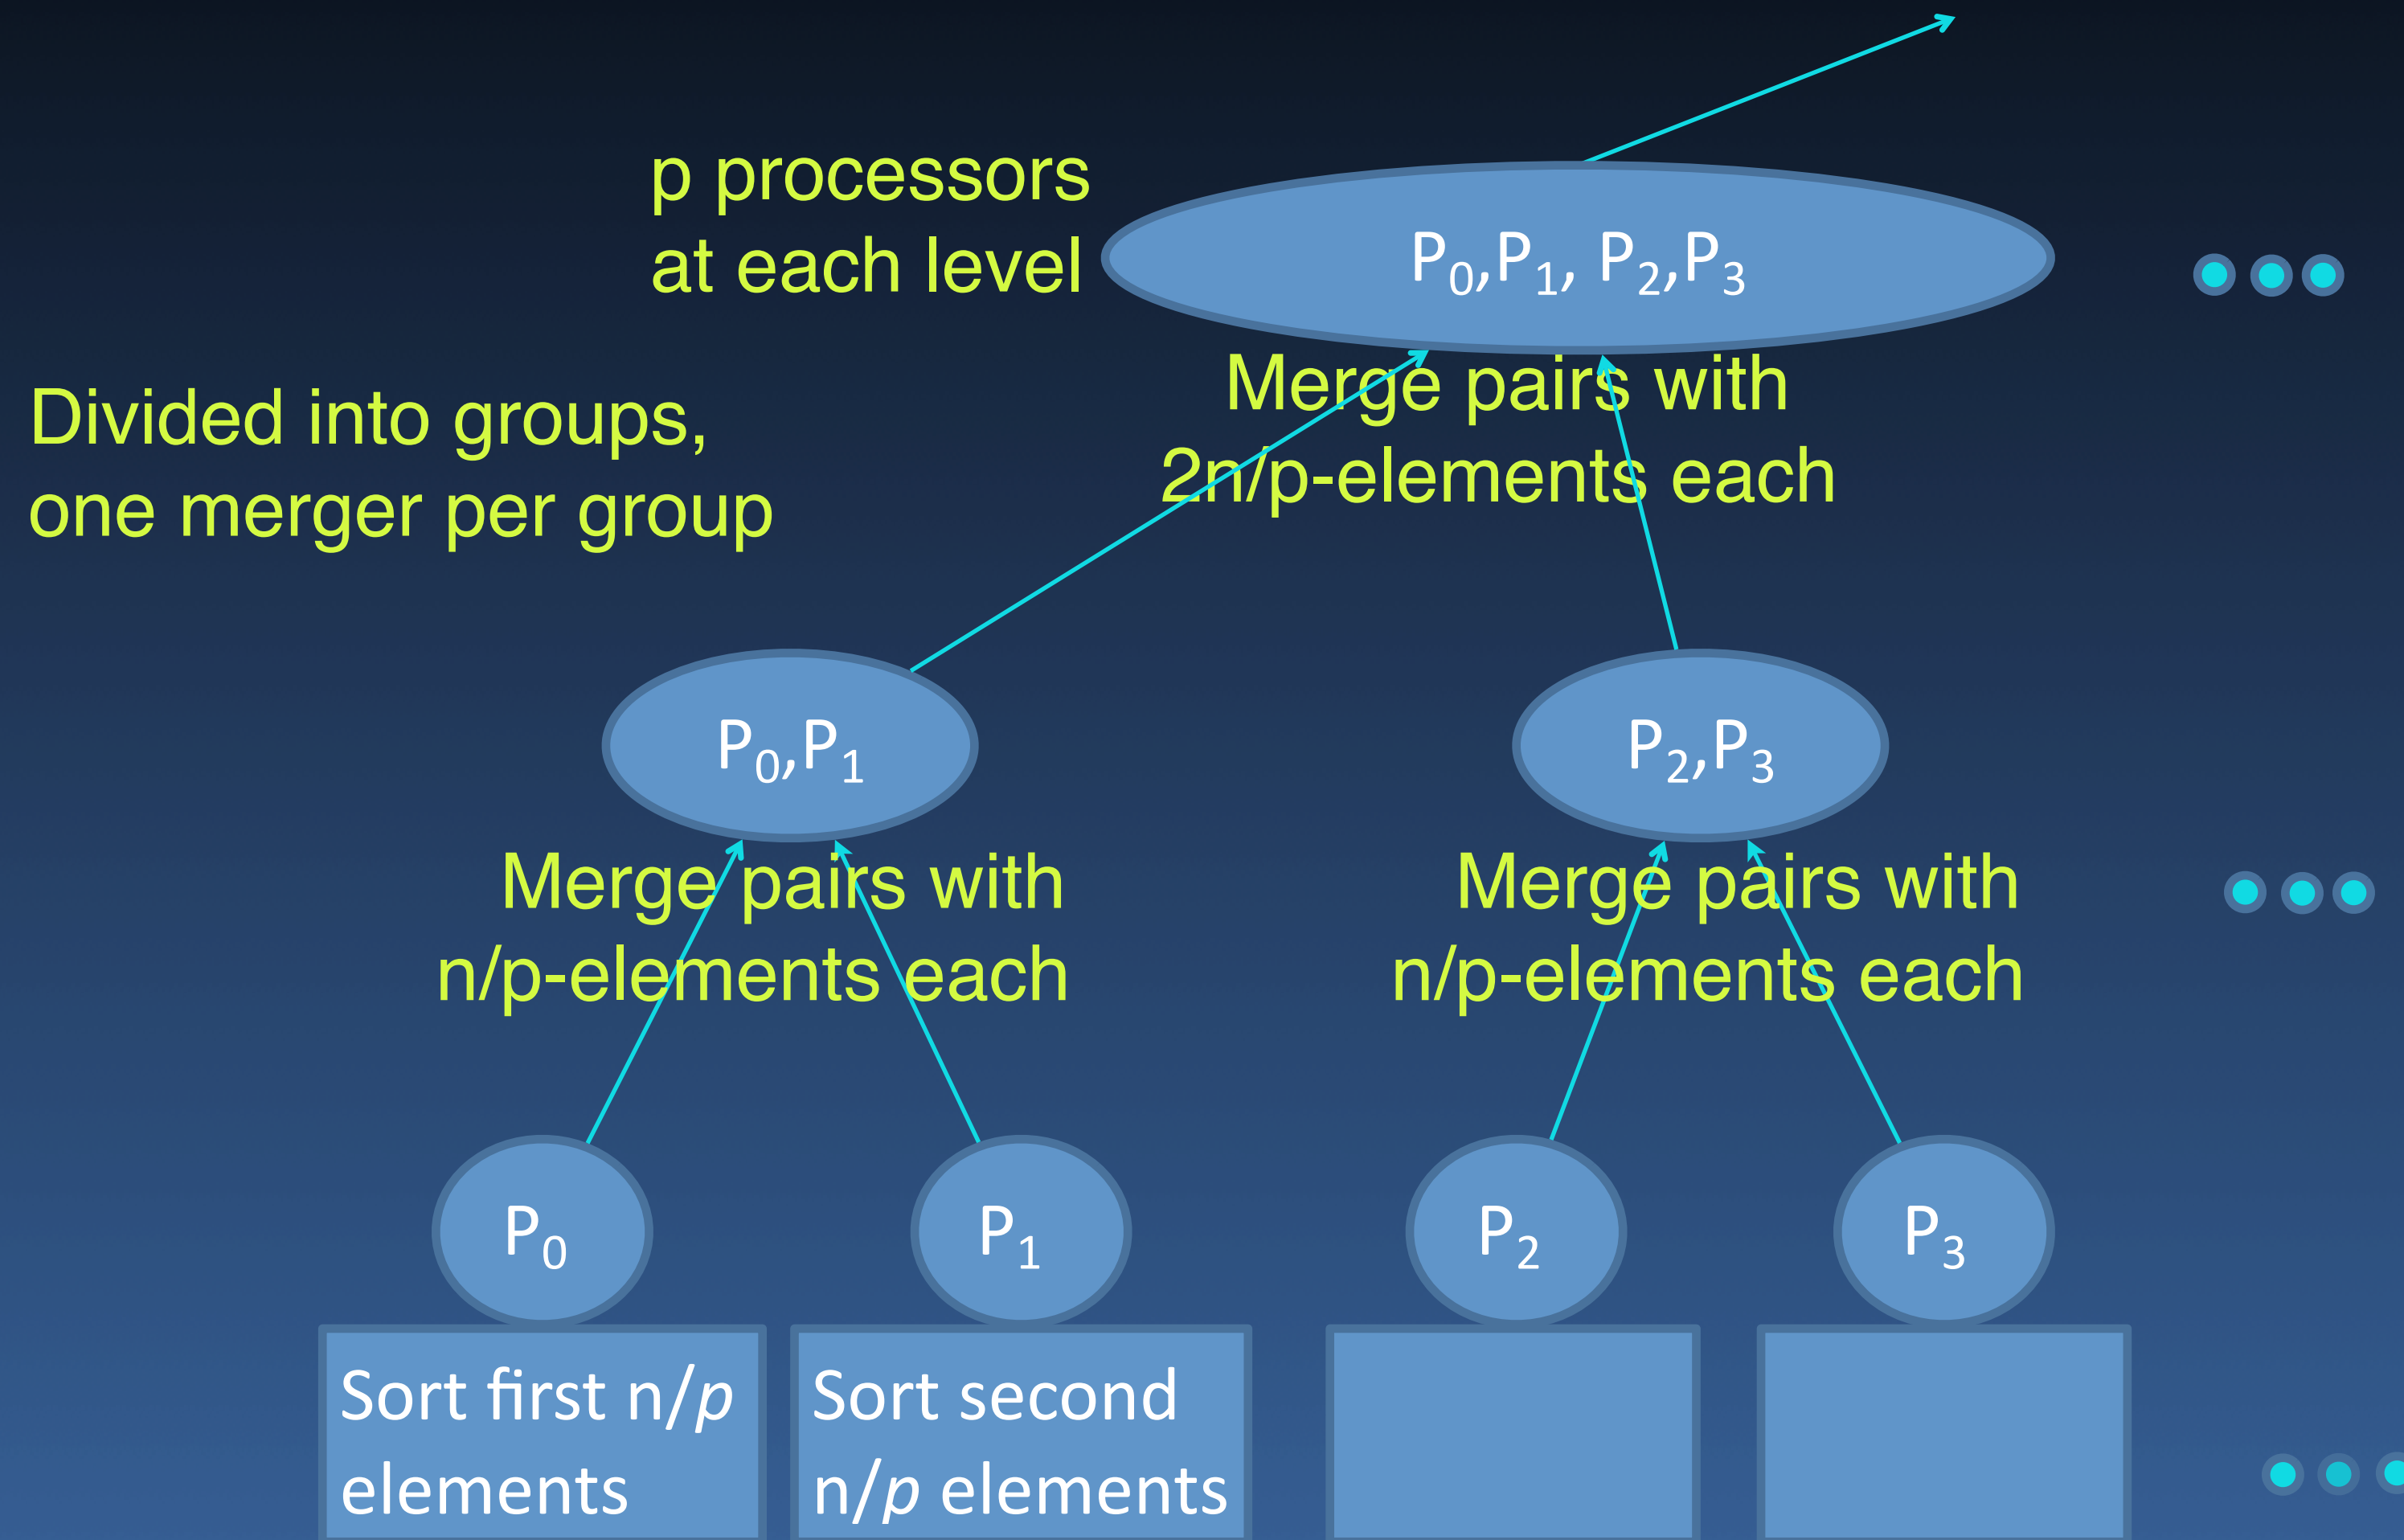 p processors
at each level
P₀,P₁, P₂,P₃
Divided into groups,
one merger per group
Merge pairs with
2n/p-elements each
P₀,P₁
P₂,P₃
Merge pairs with
n/p-elements each
Merge pairs with
n/p-elements each
P₀
P₁
P₂
P₃
Sort first n/p
elements
Sort second
n/p elements